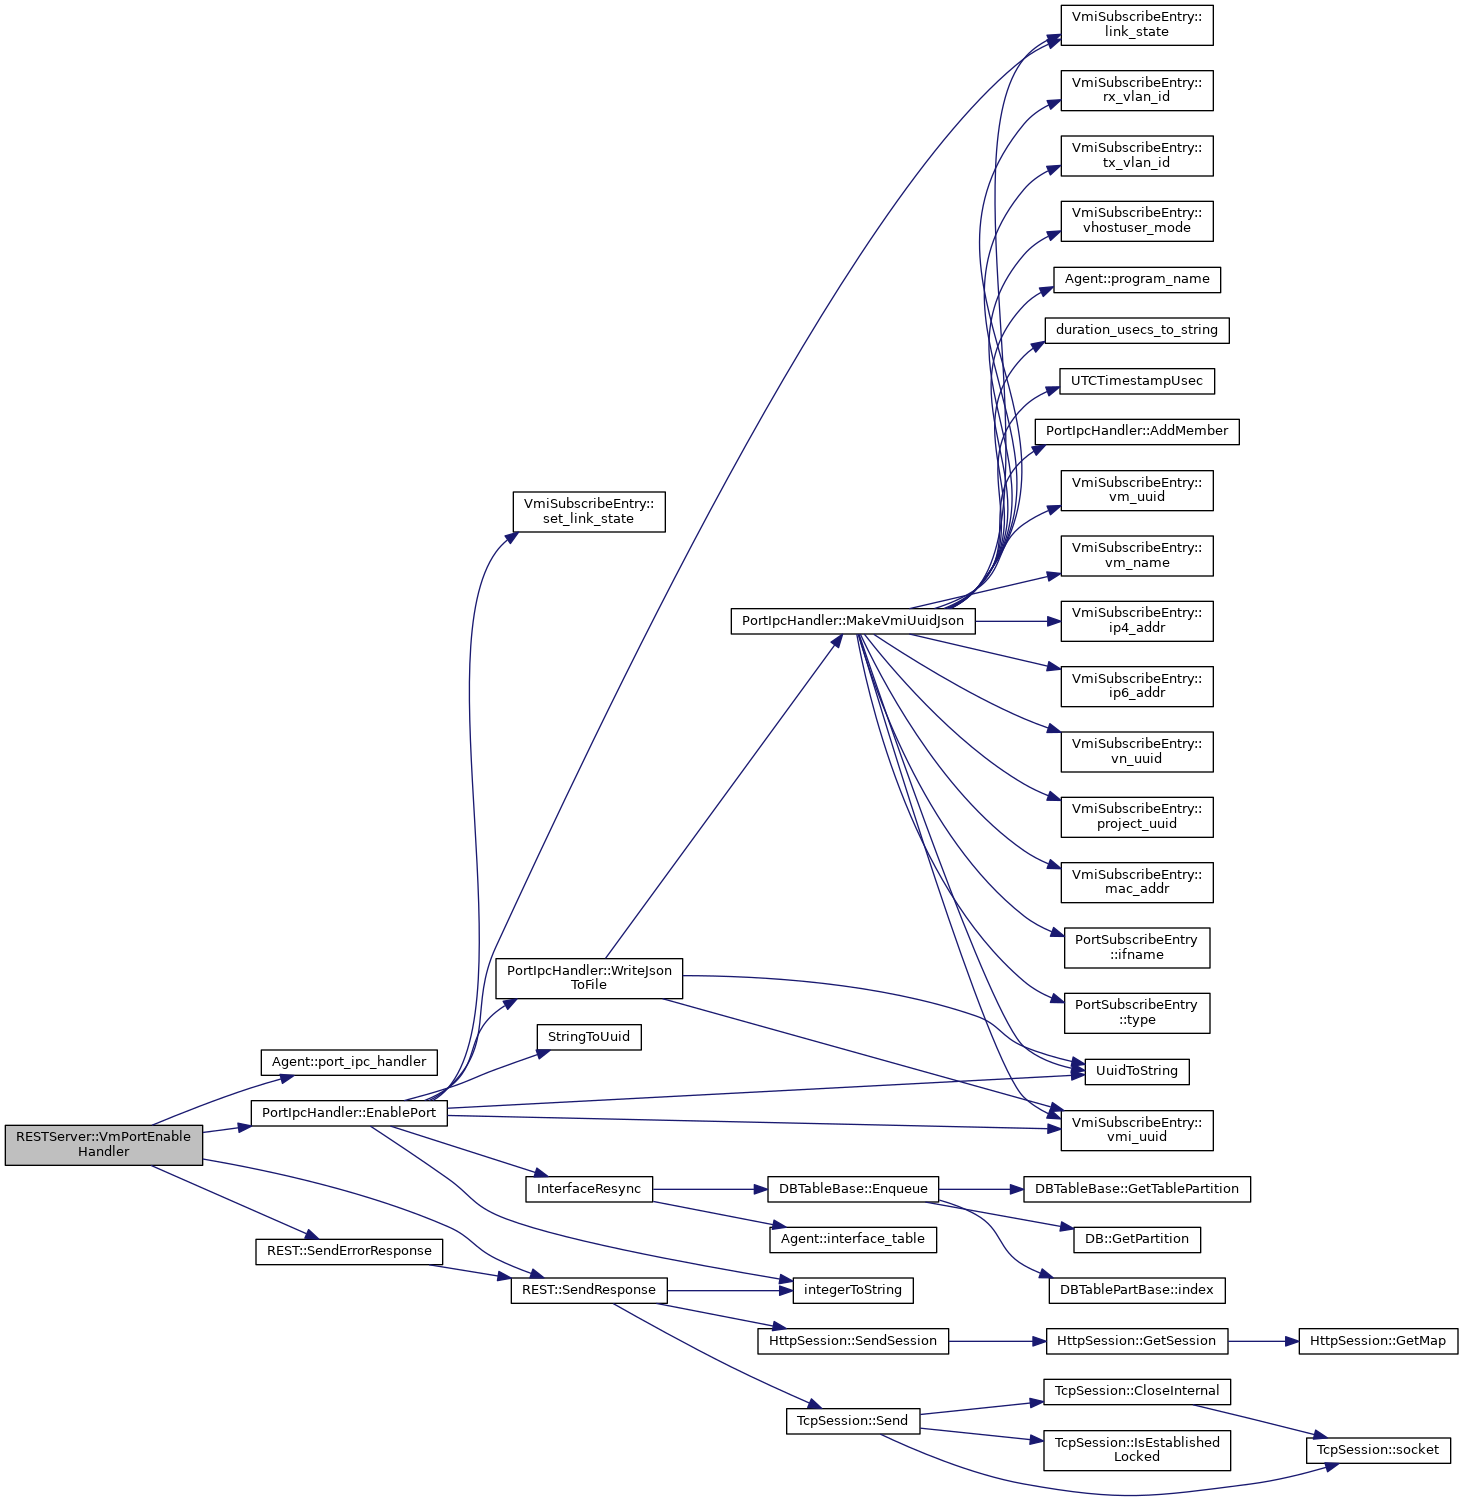 VmiSubscribeEntry::
link_state
VmiSubscribeEntry::
rx_vlan_id
VmiSubscribeEntry::
tx_vlan_id
VmiSubscribeEntry::
vhostuser_mode
Agent::program_name
duration_usecs_to_string
UTCTimestampUsec
PortIpcHandler::AddMember
VmiSubscribeEntry::
vm_uuid
VmiSubscribeEntry::
set_link_state
VmiSubscribeEntry::
vm_name
PortIpcHandler::MakeVmiUuidJson
VmiSubscribeEntry::
ip4_addr
VmiSubscribeEntry::
ip6_addr
VmiSubscribeEntry::
vn_uuid
VmiSubscribeEntry::
project_uuid
VmiSubscribeEntry::
mac_addr
PortSubscribeEntry
::ifname
PortIpcHandler::WriteJson
ToFile
PortSubscribeEntry
::type
StringToUuid
Agent::port_ipc_handler
UuidToString
PortIpcHandler::EnablePort
RESTServer::VmPortEnable
Handler
VmiSubscribeEntry::
vmi_uuid
InterfaceResync
DBTableBase::Enqueue
DBTableBase::GetTablePartition
Agent::interface_table
DB::GetPartition
REST::SendErrorResponse
REST::SendResponse
integerToString
DBTablePartBase::index
HttpSession::SendSession
HttpSession::GetSession
HttpSession::GetMap
TcpSession::CloseInternal
TcpSession::Send
TcpSession::IsEstablished
Locked
TcpSession::socket